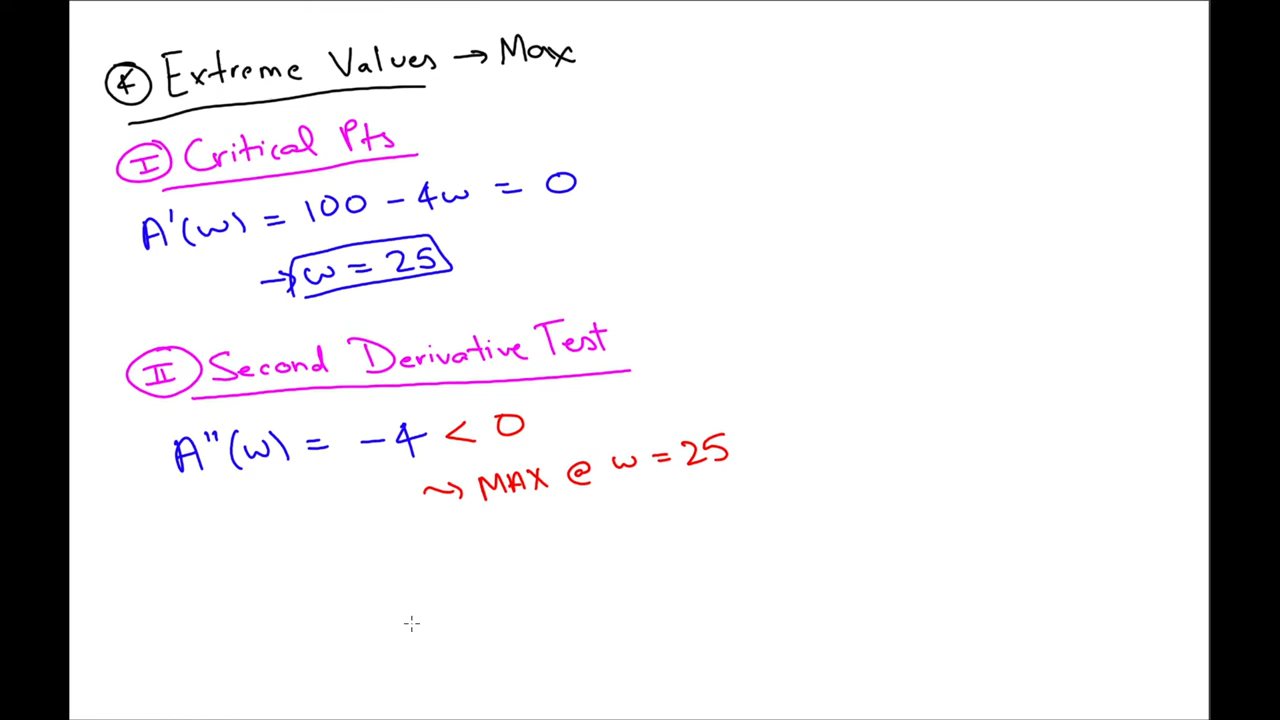 ④ Extreme Values → Max
Ⓘ Critical Pts
A'(w) = 100 - 4w = 0
→ w = 25
Ⅱ Second Derivative Test
A''(w) = -4 < 0
⤳ MAX @ w = 25